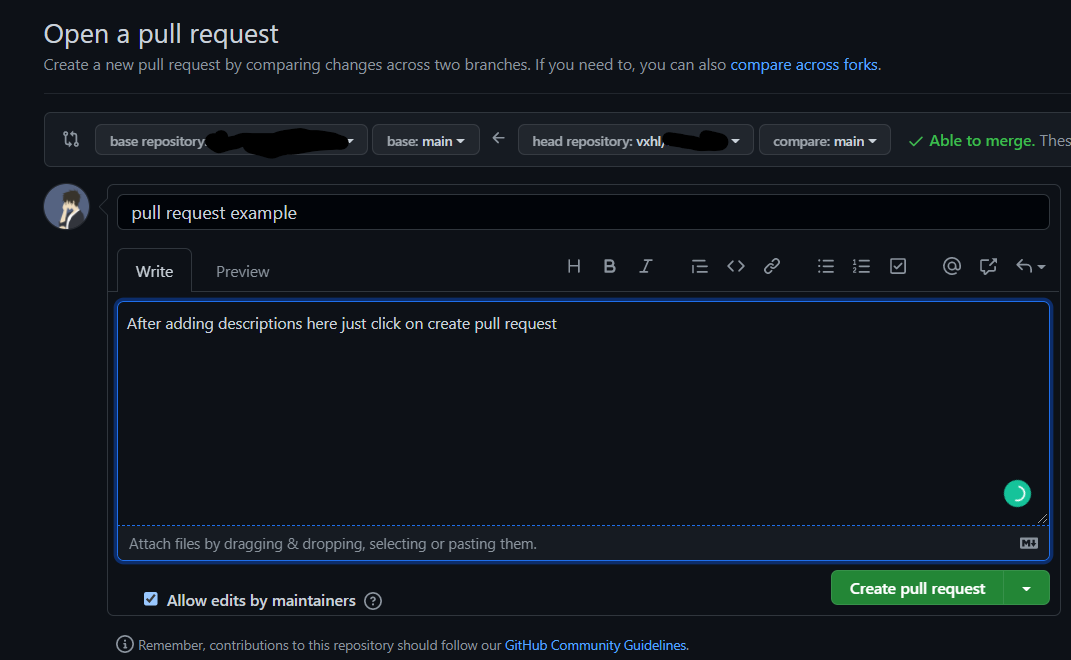 Open a pull request
Create a new pull request by comparing changes across two branches. If you need to, you can also compare across forks.
base repository: base: main head repository: vxhl/ compare: main Able to merge. Thes
pull request example
Write Preview H B I @
After adding descriptions here just click on create pull request
Attach files by dragging & dropping, selecting or pasting them. M
Allow edits by maintainers ? Create pull request
Remember, contributions to this repository should follow our GitHub Community Guidelines.